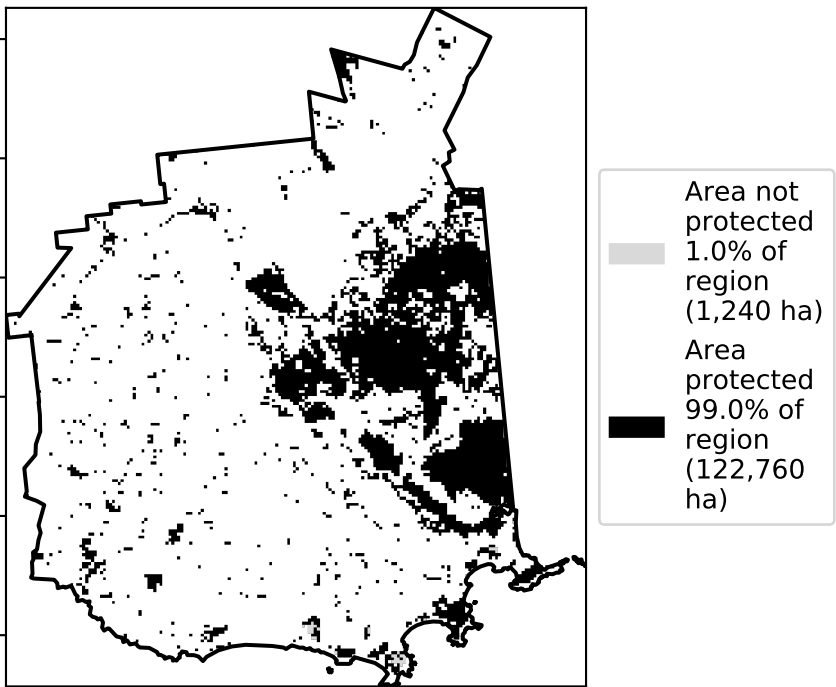 Area not
protected
1.0% of
region
(1,240 ha)
Area
protected
99.0% of
region
(122,760
ha)